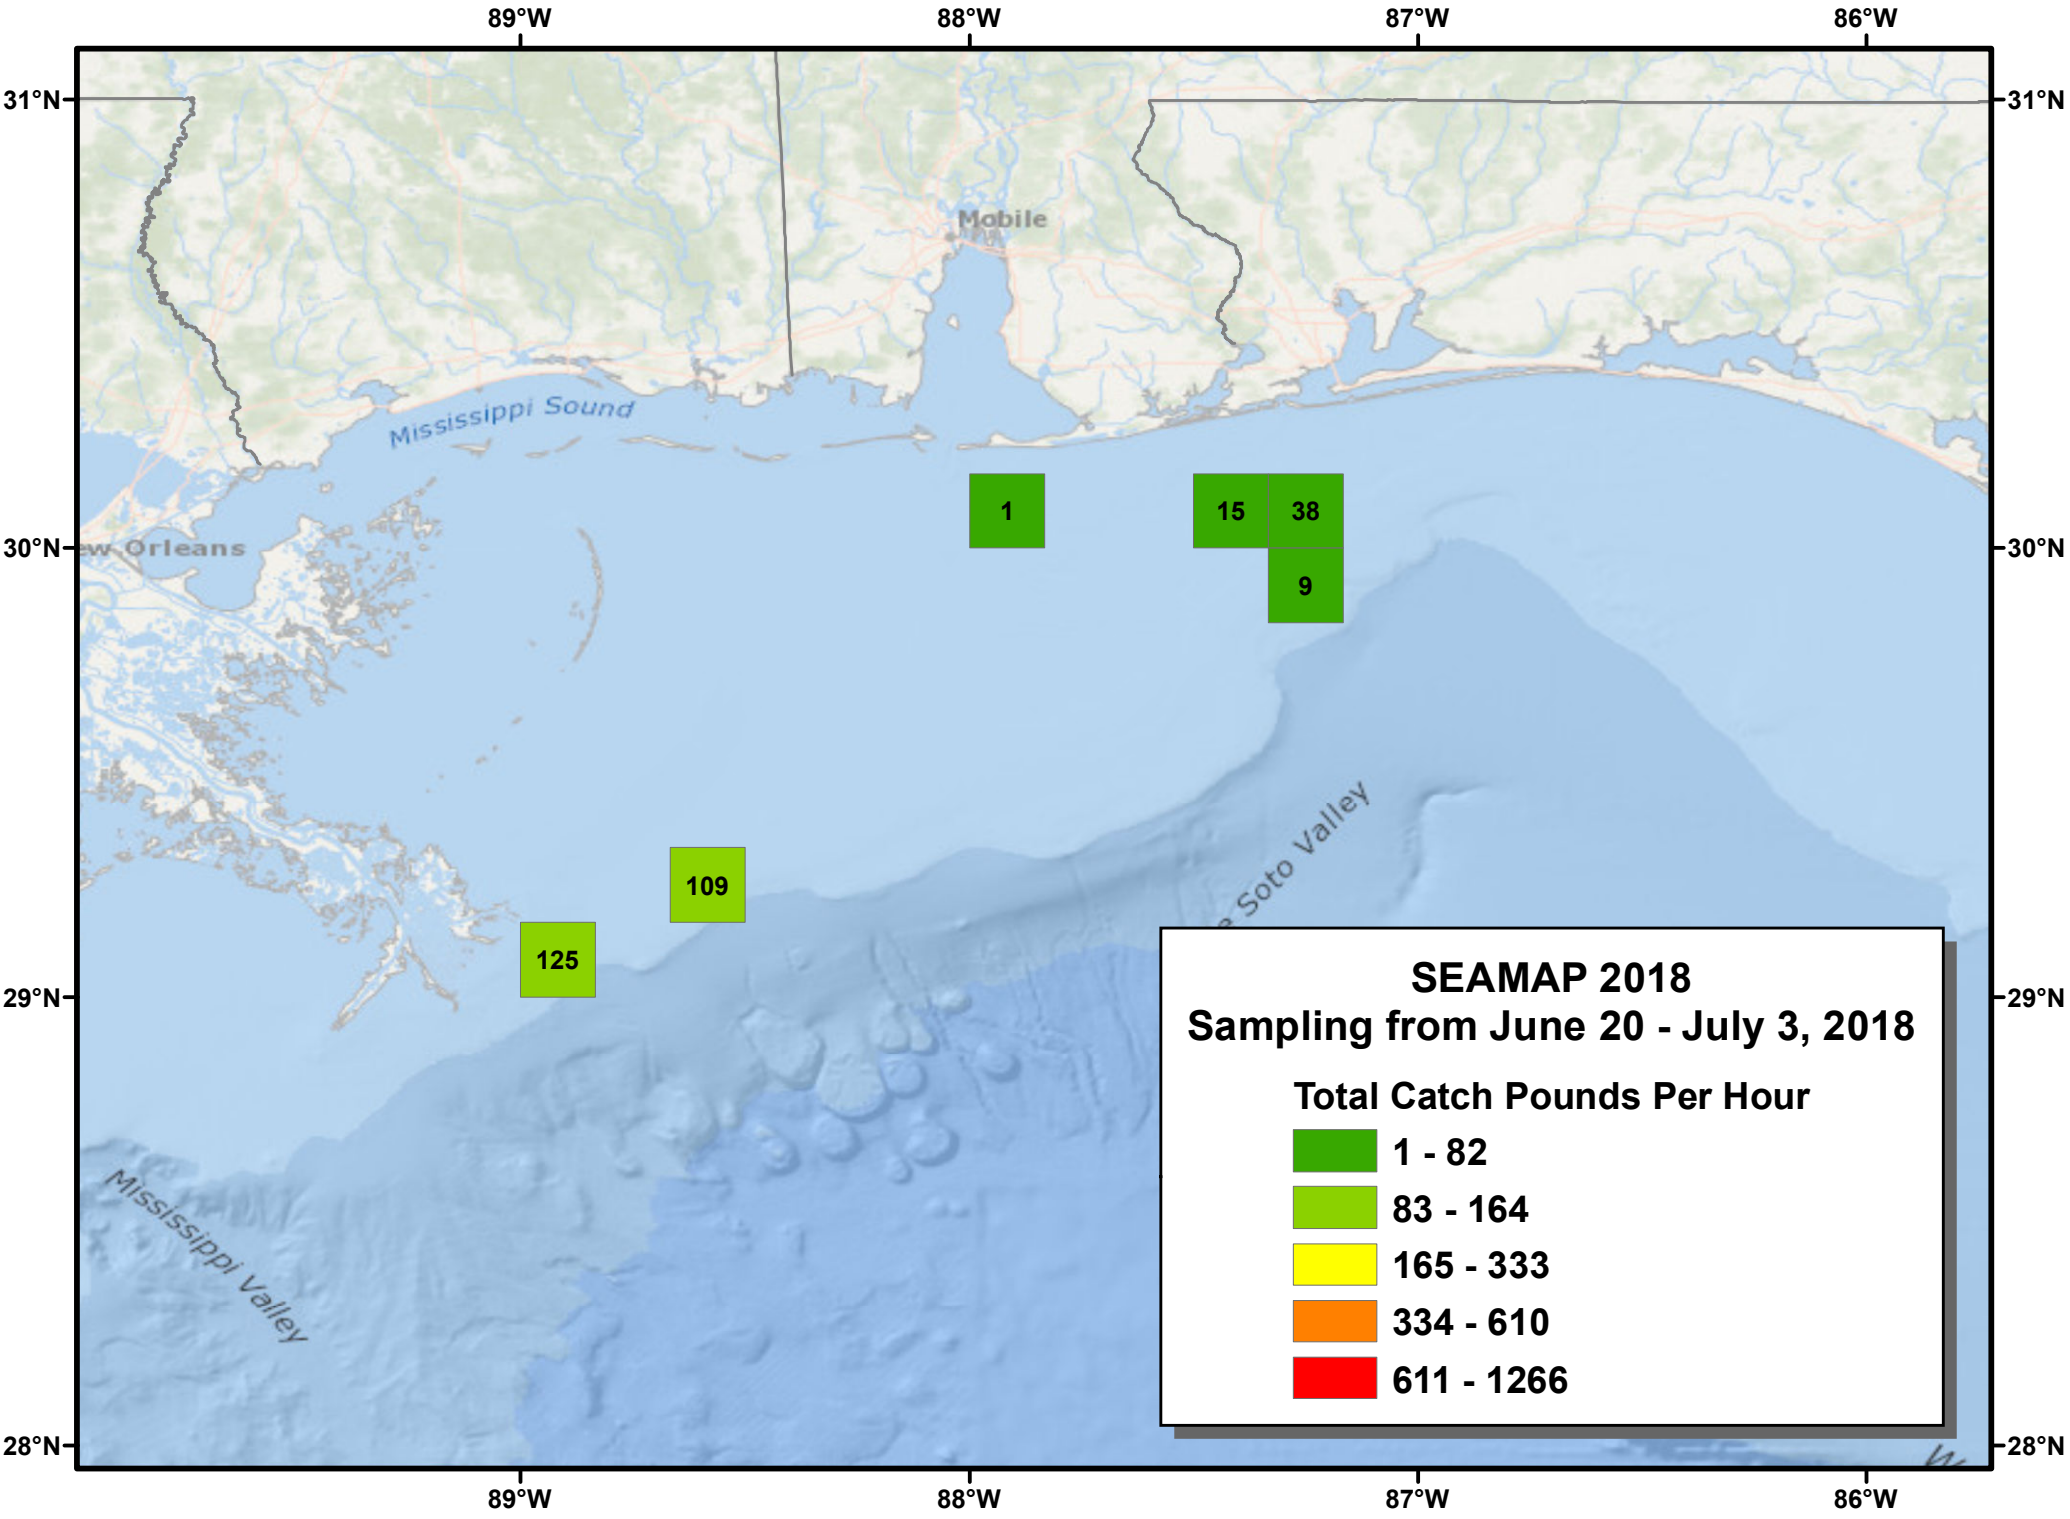 89°W 88°W 87°W 86°W
31°N 31°N
Mobile
Mississippi Sound
1 15 38
30°N 30°N
ew Orleans
9
e Soto Valley
109
125
29°N 29°N
SEAMAP 2018
Sampling from June 20 - July 3, 2018
Total Catch Pounds Per Hour
1 - 82
83 - 164
165 - 333
334 - 610
611 - 1266
Mississippi Valley
28°N 28°N
W
89°W 88°W 87°W 86°W